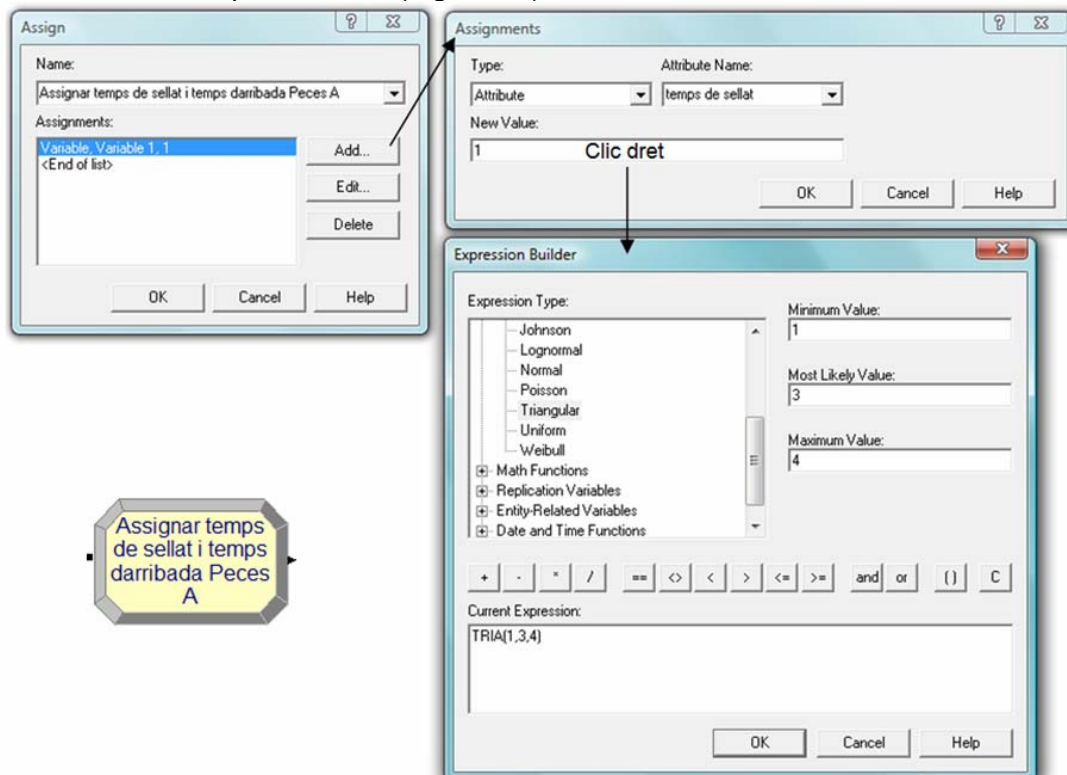 Assign
Name:
Assignar temps de sellat i temps darribada Peces A
Assignments:
Variable, Variable 1, 1
<End of list>
Add...
Edit...
Delete
OK Cancel Help
Assignments
Type: Attribute Name:
Attribute temps de sellat
New Value:
1
Clic dret
OK Cancel Help
Expression Builder
Expression Type:
Johnson
Lognormal
Normal
Poisson
Triangular
Uniform
Weibull
Math Functions
Replication Variables
Entity-Related Variables
Date and Time Functions
Minimum Value:
1
Most Likely Value:
3
Maximum Value:
4
+ - * / == <> < > <= >= and or () C
Current Expression:
TRIA(1,3,4)
OK Cancel Help
Assignar temps
de sellat i temps
darribada Peces
A